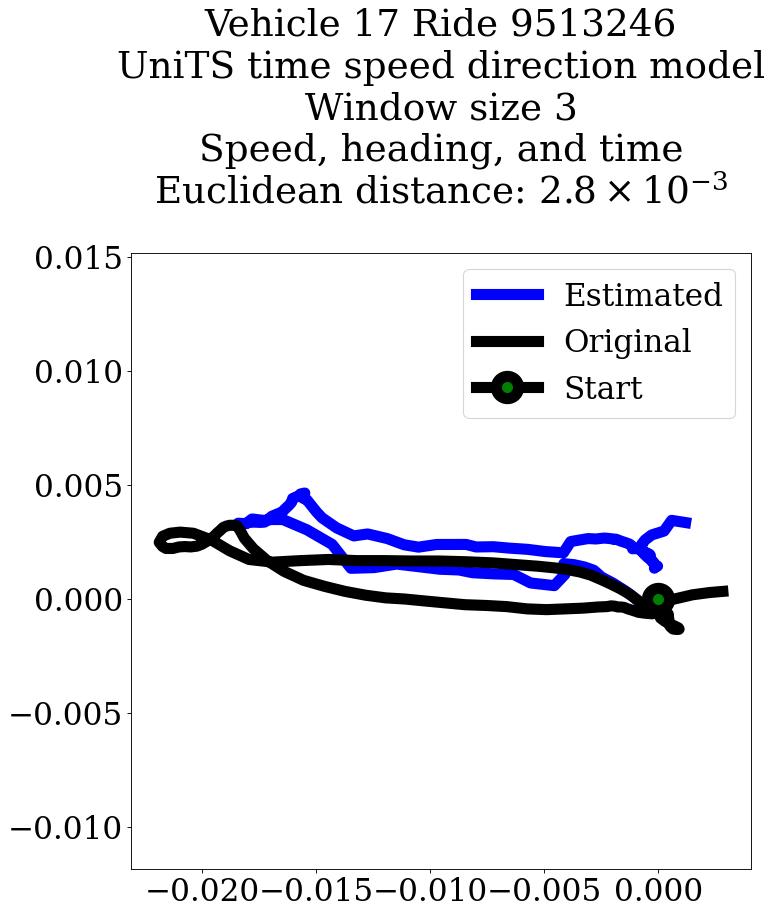 Vehicle 17 Ride 9513246
UniTS time speed direction model
Window size 3
Speed, heading, and time
Euclidean distance: 2.8 × 10⁻³
0.015
0.010
0.005
0.000
−0.005
−0.010
Estimated
Original
Start
−0.020 −0.015 −0.010 −0.005 0.000